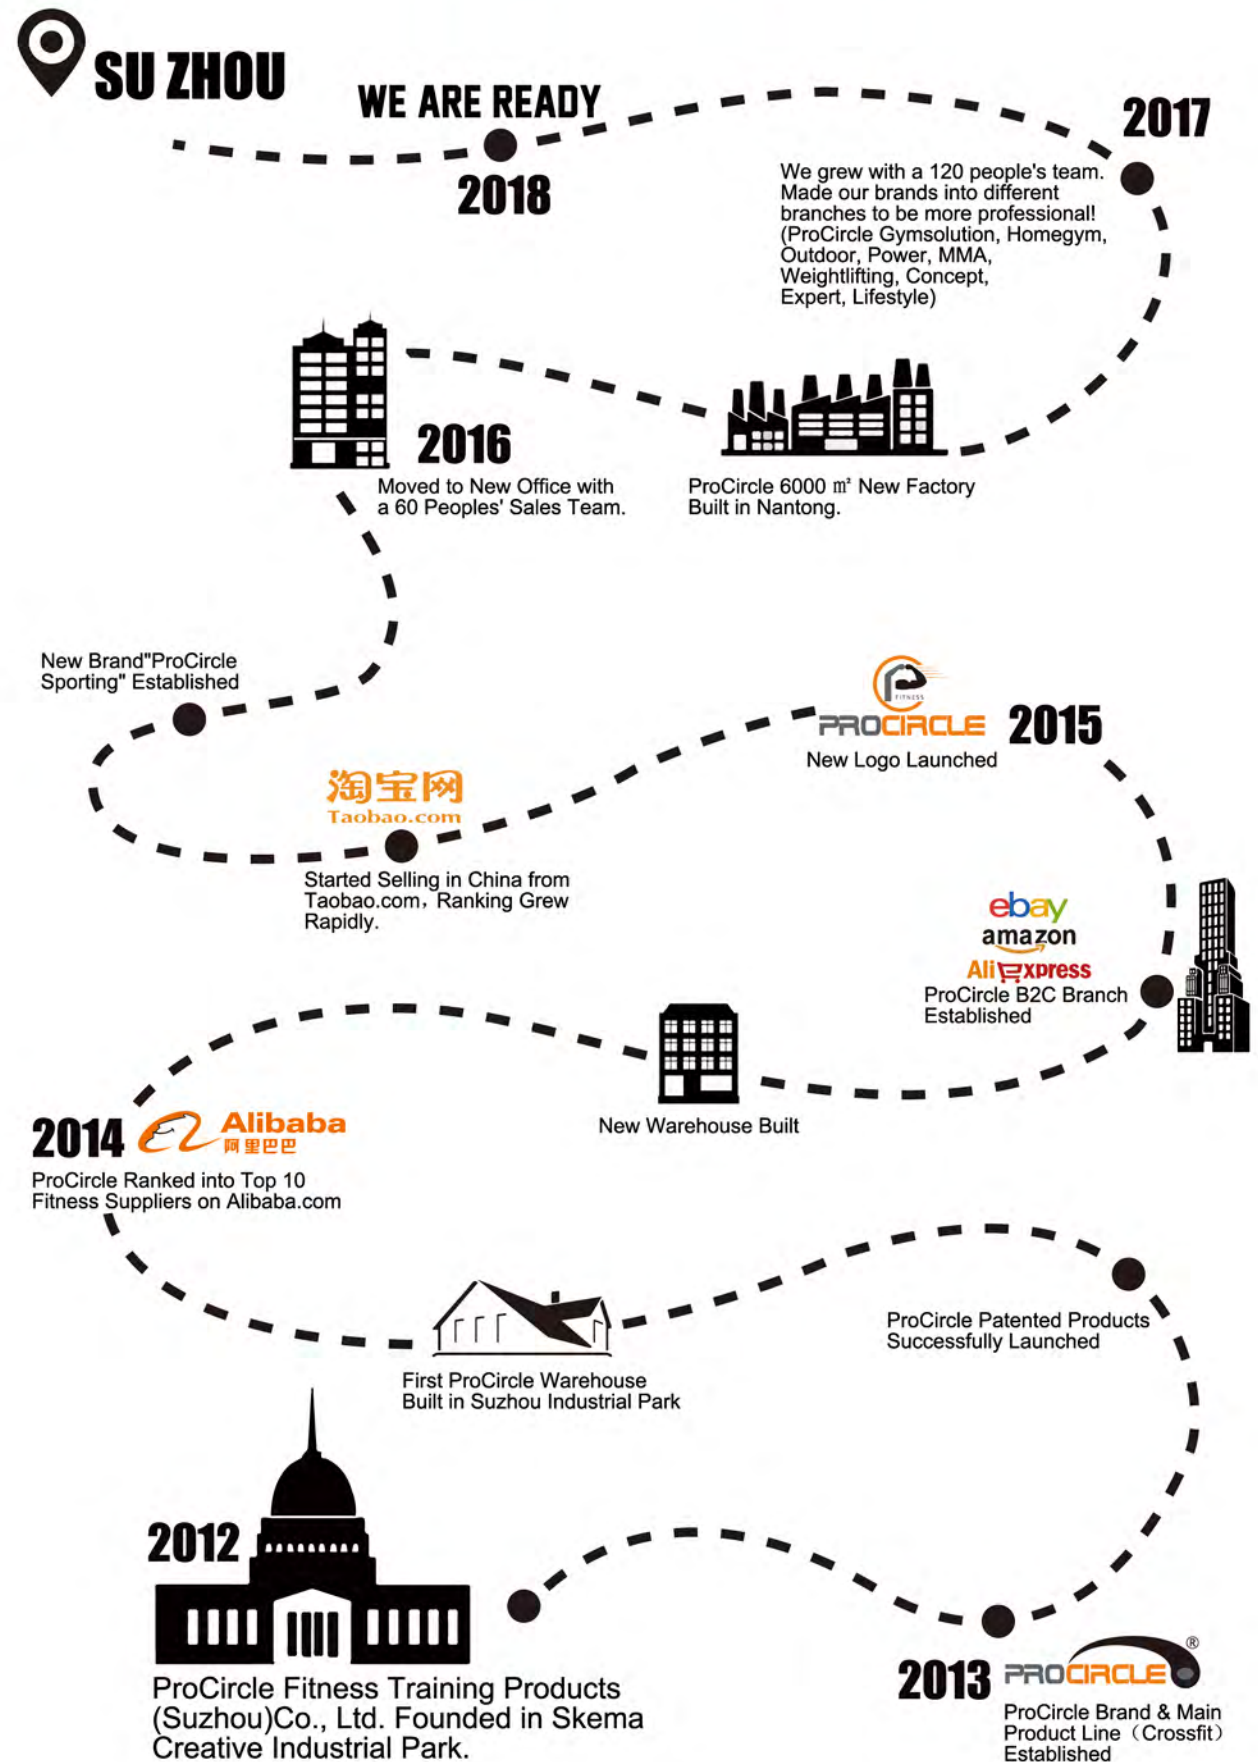 SU ZHOU
WE ARE READY
2018
2017
We grew with a 120 people's team.
Made our brands into different
branches to be more professional!
(ProCircle Gymsolution, Homegym,
Outdoor, Power, MMA,
Weightlifting, Concept,
Expert, Lifestyle)
2016
Moved to New Office with
a 60 Peoples' Sales Team.
ProCircle 6000 m² New Factory
Built in Nantong.
New Brand"ProCircle
Sporting" Established
FITNESS
PROCIRCLE
2015
New Logo Launched
淘宝网
Taobao.com
Started Selling in China from
Taobao.com，Ranking Grew
Rapidly.
ebay
amazon
AliExpress
ProCircle B2C Branch
Established
New Warehouse Built
2014
Alibaba
阿里巴巴
ProCircle Ranked into Top 10
Fitness Suppliers on Alibaba.com
ProCircle Patented Products
Successfully Launched
First ProCircle Warehouse
Built in Suzhou Industrial Park
2012
ProCircle Fitness Training Products
(Suzhou)Co., Ltd. Founded in Skema
Creative Industrial Park.
2013
PROCIRCLE ®
ProCircle Brand & Main
Product Line（Crossfit）
Established